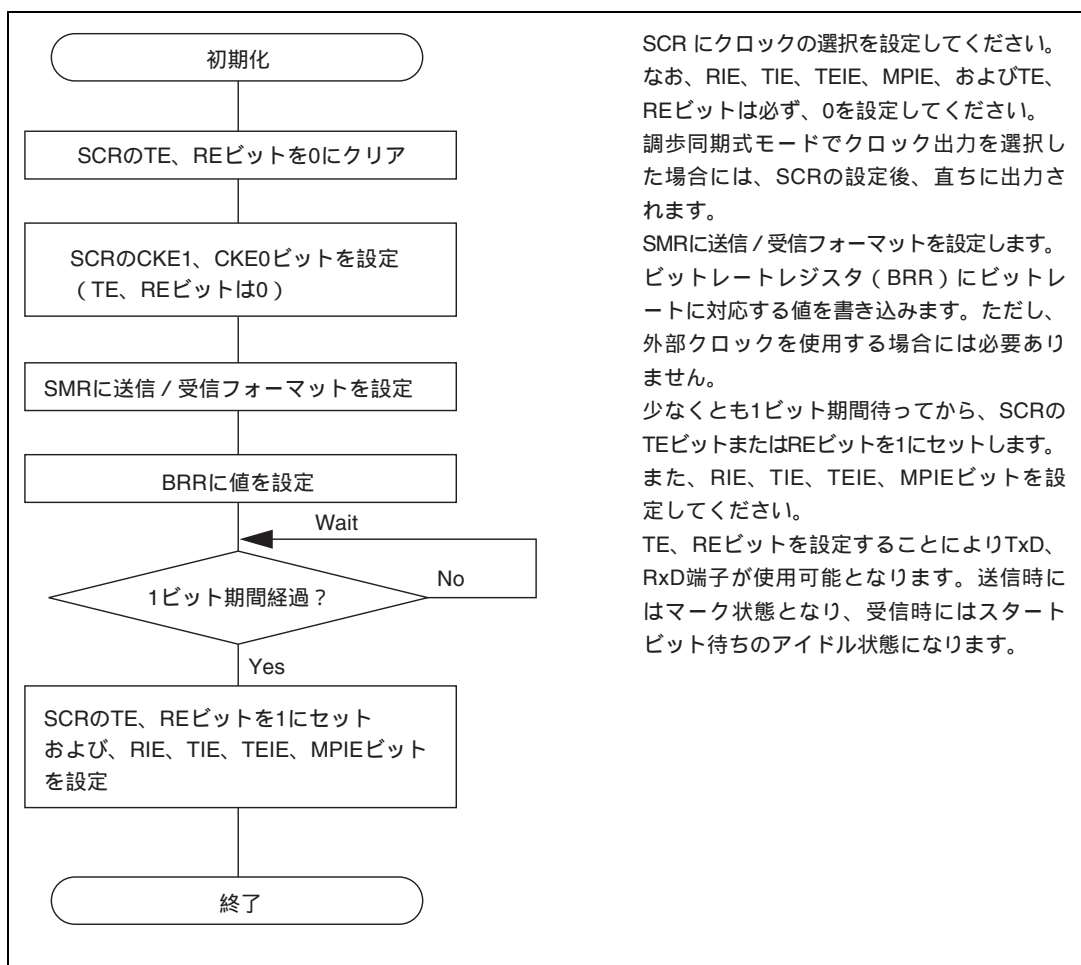 初期化
SCRのTE、REビットを0にクリア
SCRのCKE1、CKE0ビットを設定
（TE、REビットは0）
SMRに送信／受信フォーマットを設定
BRRに値を設定
Wait
1ビット期間経過？
No
Yes
SCRのTE、REビットを1にセット
および、RIE、TIE、TEIE、MPIEビット
を設定
終了
SCR にクロックの選択を設定してください。
なお、RIE、TIE、TEIE、MPIE、およびTE、
REビットは必ず、0を設定してください。
調歩同期式モードでクロック出力を選択し
た場合には、SCRの設定後、直ちに出力さ
れます。
SMRに送信／受信フォーマットを設定します。
ビットレートレジスタ（BRR）にビットレ
ートに対応する値を書き込みます。ただし、
外部クロックを使用する場合には必要あり
ません。
少なくとも1ビット期間待ってから、SCRの
TEビットまたはREビットを1にセットします。
また、RIE、TIE、TEIE、MPIEビットを設
定してください。
TE、REビットを設定することによりTxD、
RxD端子が使用可能となります。送信時に
はマーク状態となり、受信時にはスタート
ビット待ちのアイドル状態になります。